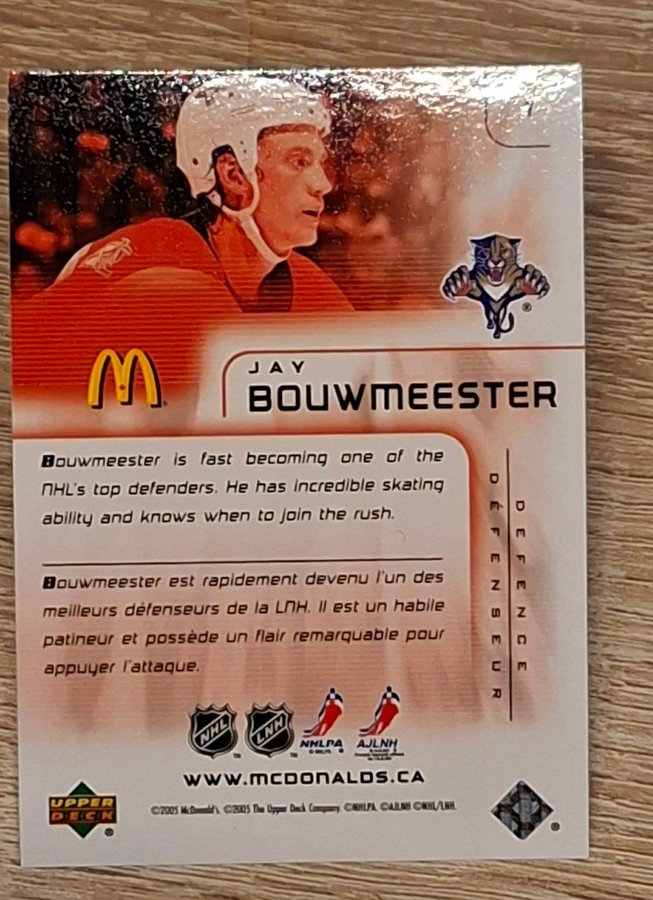 JAY
BOUWMEESTER
Bouwmeester is fast becoming one of the
NHL's top defenders. He has incredible skating
ability and knows when to join the rush.
Bouwmeester est rapidement devenu l'un des
meilleurs défenseurs de la LNH. Il est un habile
patineur et possède un flair remarquable pour
appuyer l'attaque.
DEFENCE
DÉFENSEUR
NHL
LNH
NHLPA
AJLNH
WWW.MCDONALDS.CA
UPPER
DECK
©2005 McDonald's. ©2005 The Upper Deck Company. ©NHLPA. ©AJLNH ©NHL/LNH.